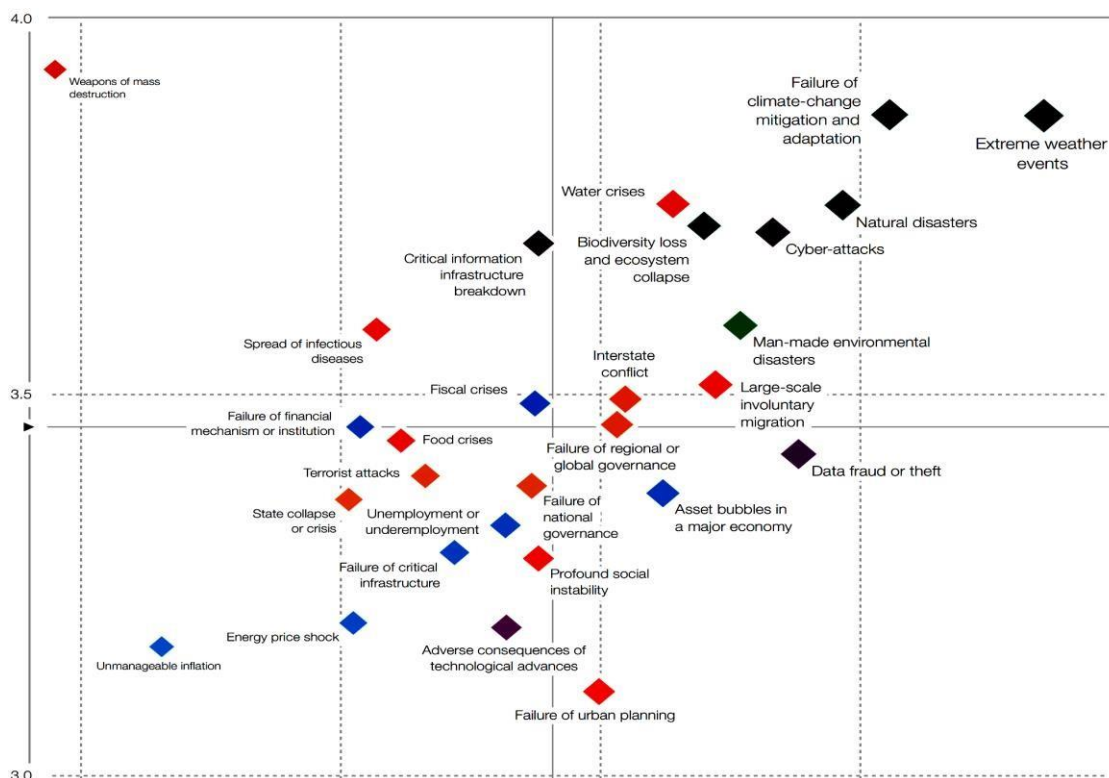 4.0
Weapons of mass
destruction
Failure of
climate-change
mitigation and
adaptation
Extreme weather
events
Water crises
Natural disasters
Biodiversity loss
and ecosystem
collapse
Cyber-attacks
Critical information
infrastructure
breakdown
Spread of infectious
diseases
Man-made environmental
disasters
Interstate
conflict
Fiscal crises
Large-scale
involuntary
migration
3.5
Failure of financial
mechanism or institution
Food crises
Failure of regional or
global governance
Data fraud or theft
Terrorist attacks
State collapse
or crisis
Unemployment or
underemployment
Failure of
national
governance
Asset bubbles in
a major economy
Failure of critical
infrastructure
Profound social
instability
Energy price shock
Adverse consequences of
technological advances
Unmanageable inflation
Failure of urban planning
3.0